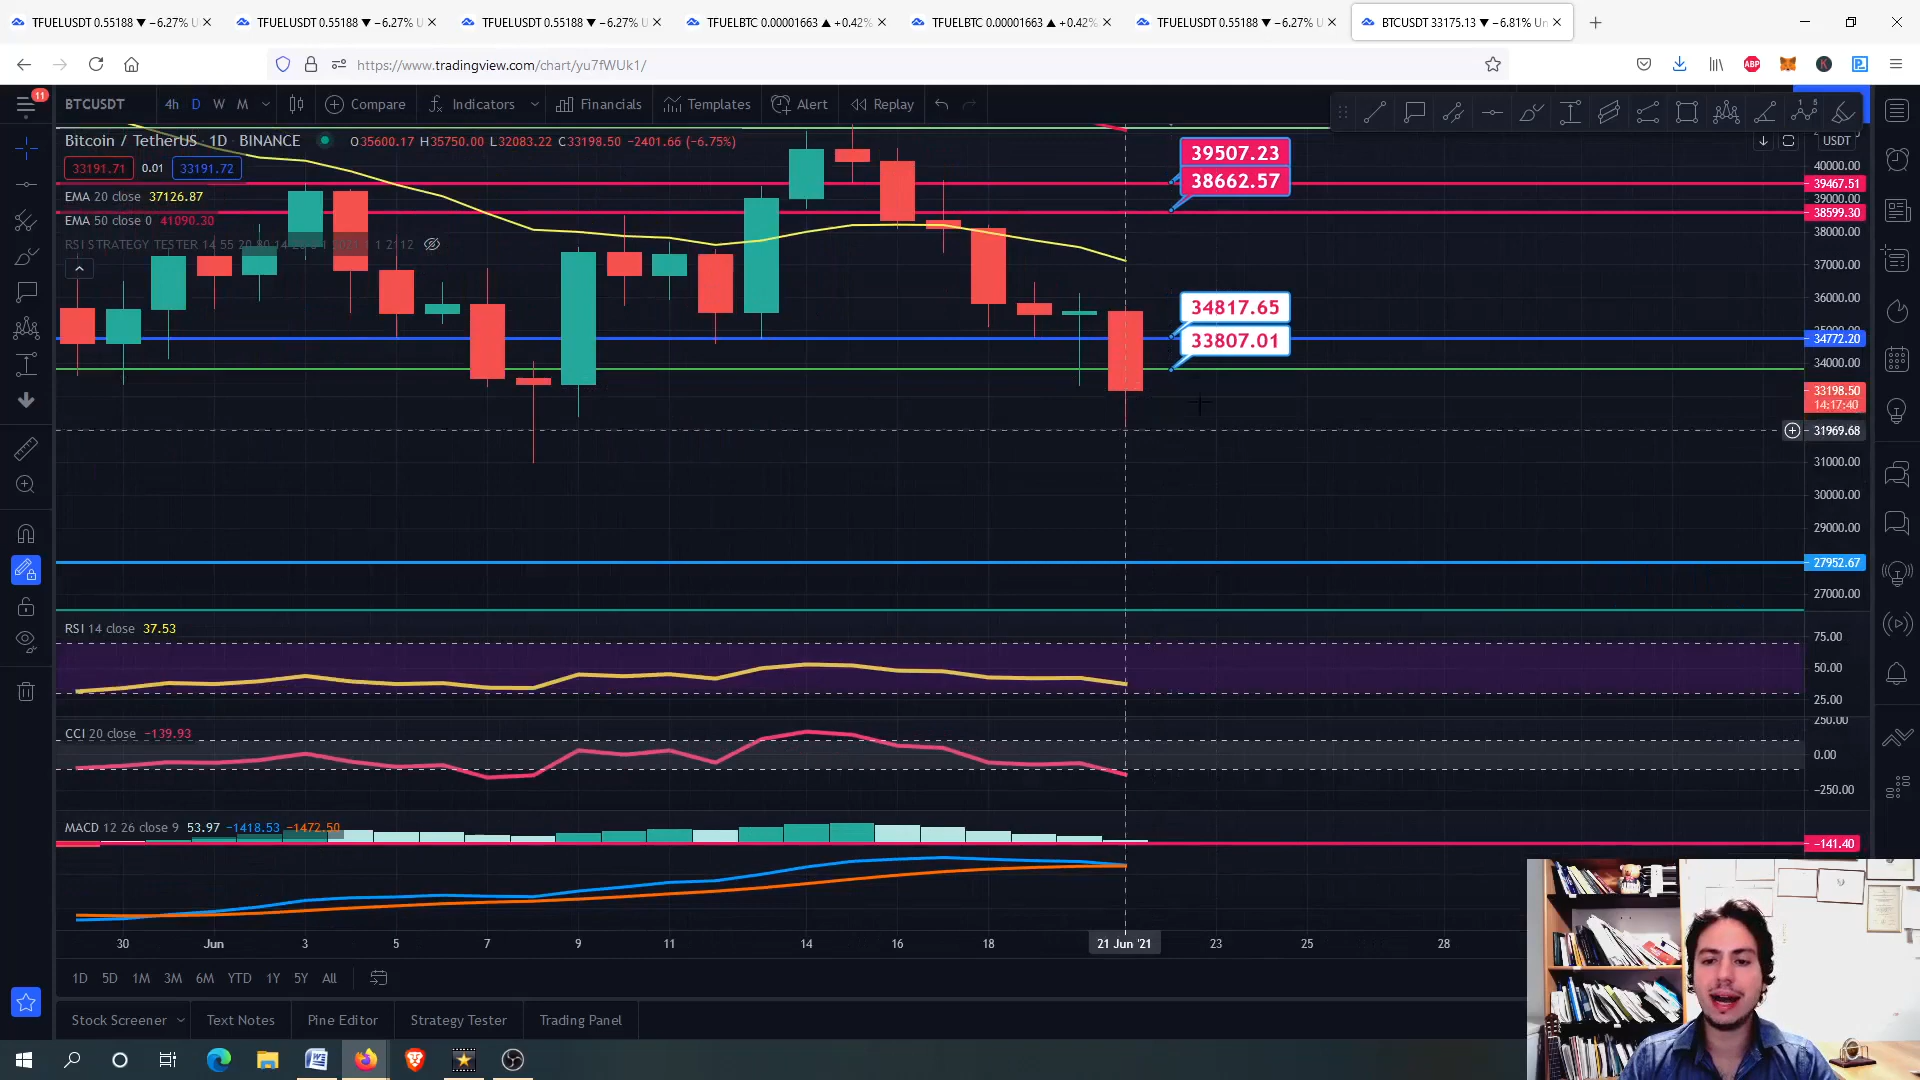 TFUELUSDT 0.55188 ▼ −6.27% U
TFUELUSDT 0.55188 ▼ −6.27% U
TFUELUSDT 0.55188 ▼ −6.27% U
TFUELBTC 0.00001663 ▲ +0.42%
TFUELBTC 0.00001663 ▲ +0.42%
TFUELUSDT 0.55188 ▼ −6.27% U
BTCUSDT 33175.13 ▼ −6.81% Un
https://www.tradingview.com/chart/yu7fWUk1/
ABP
11
BTCUSDT
4h D W M
Compare
Indicators
Financials
Templates
Alert
Replay
Bitcoin / TetherUS · 1D · BINANCE
O35600.17 H35750.00 L32083.22 C33198.50 −2401.66 (−6.75%)
33191.71 0.01 33191.72
EMA 20 close 37126.87
EMA 50 close 0 41090.30
39507.23
38662.57
34817.65
33807.01
USDT
40000.00
39467.51
39000.00
38599.30
38000.00
37000.00
36000.00
35000.00
34772.20
34000.00
33198.50
14:17:40
31969.68
31000.00
30000.00
29000.00
27952.67
27000.00
RSI 14 close 37.53
75.00
50.00
25.00
CCI 20 close −139.93
250.00
0.00
−250.00
MACD 12 26 close 9 53.97 −1418.53 −1472.50
−141.40
30 Jun 3 5 7 9 11 14 16 18 21 Jun '21 23 25 28
1D 5D 1M 3M 6M YTD 1Y 5Y All
Stock Screener
Text Notes
Pine Editor
Strategy Tester
Trading Panel